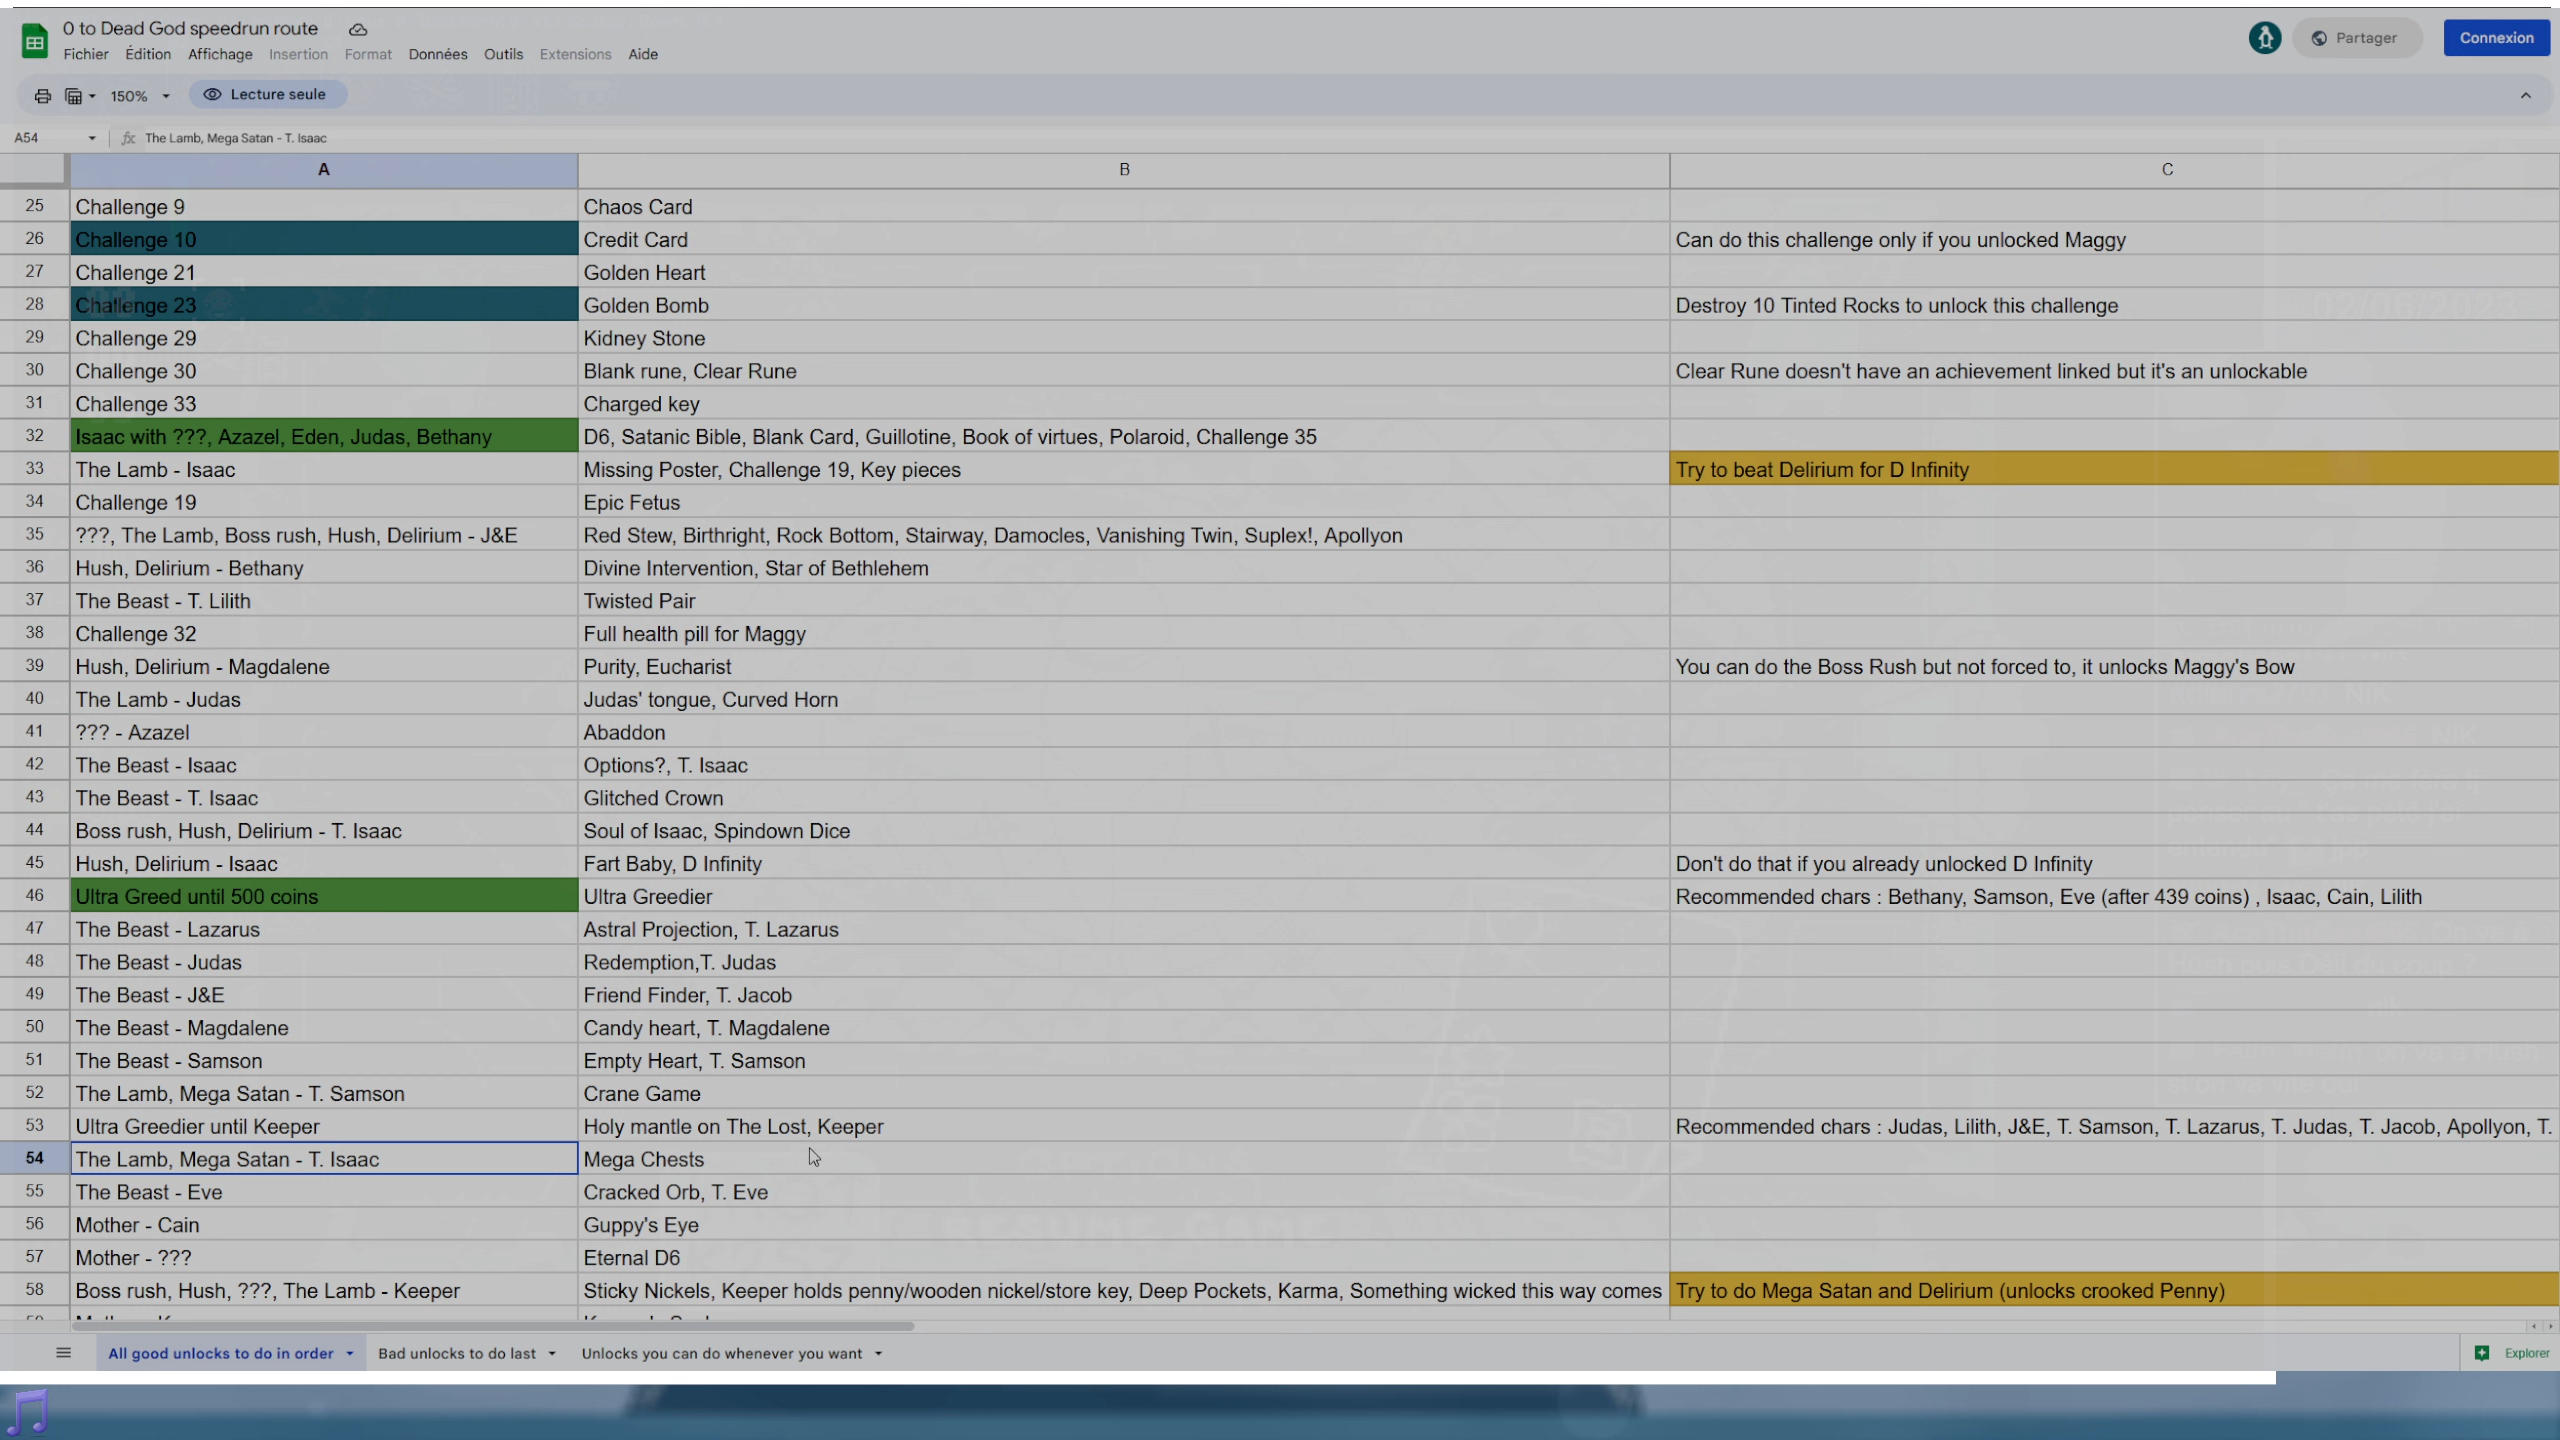 0 to Dead God speedrun route
Fichier Édition Affichage Insertion Format Données Outils Extensions Aide
Partager
Connexion
150% Lecture seule
A54 fx The Lamb, Mega Satan - T. Isaac
A B C
25 Challenge 9 Chaos Card
26 Challenge 10 Credit Card Can do this challenge only if you unlocked Maggy
27 Challenge 21 Golden Heart
28 Challenge 23 Golden Bomb Destroy 10 Tinted Rocks to unlock this challenge
29 Challenge 29 Kidney Stone
30 Challenge 30 Blank rune, Clear Rune Clear Rune doesn't have an achievement linked but it's an unlockable
31 Challenge 33 Charged key
32 Isaac with ???, Azazel, Eden, Judas, Bethany D6, Satanic Bible, Blank Card, Guillotine, Book of virtues, Polaroid, Challenge 35
33 The Lamb - Isaac Missing Poster, Challenge 19, Key pieces Try to beat Delirium for D Infinity
34 Challenge 19 Epic Fetus
35 ???, The Lamb, Boss rush, Hush, Delirium - J&E Red Stew, Birthright, Rock Bottom, Stairway, Damocles, Vanishing Twin, Suplex!, Apollyon
36 Hush, Delirium - Bethany Divine Intervention, Star of Bethlehem
37 The Beast - T. Lilith Twisted Pair
38 Challenge 32 Full health pill for Maggy
39 Hush, Delirium - Magdalene Purity, Eucharist You can do the Boss Rush but not forced to, it unlocks Maggy's Bow
40 The Lamb - Judas Judas' tongue, Curved Horn
41 ??? - Azazel Abaddon
42 The Beast - Isaac Options?, T. Isaac
43 The Beast - T. Isaac Glitched Crown
44 Boss rush, Hush, Delirium - T. Isaac Soul of Isaac, Spindown Dice
45 Hush, Delirium - Isaac Fart Baby, D Infinity Don't do that if you already unlocked D Infinity
46 Ultra Greed until 500 coins Ultra Greedier Recommended chars : Bethany, Samson, Eve (after 439 coins) , Isaac, Cain, Lilith
47 The Beast - Lazarus Astral Projection, T. Lazarus
48 The Beast - Judas Redemption,T. Judas
49 The Beast - J&E Friend Finder, T. Jacob
50 The Beast - Magdalene Candy heart, T. Magdalene
51 The Beast - Samson Empty Heart, T. Samson
52 The Lamb, Mega Satan - T. Samson Crane Game
53 Ultra Greedier until Keeper Holy mantle on The Lost, Keeper Recommended chars : Judas, Lilith, J&E, T. Samson, T. Lazarus, T. Judas, T. Jacob, Apollyon, T.
54 The Lamb, Mega Satan - T. Isaac Mega Chests
55 The Beast - Eve Cracked Orb, T. Eve
56 Mother - Cain Guppy's Eye
57 Mother - ??? Eternal D6
58 Boss rush, Hush, ???, The Lamb - Keeper Sticky Nickels, Keeper holds penny/wooden nickel/store key, Deep Pockets, Karma, Something wicked this way comes Try to do Mega Satan and Delirium (unlocks crooked Penny)
All good unlocks to do in order Bad unlocks to do last Unlocks you can do whenever you want Explorer